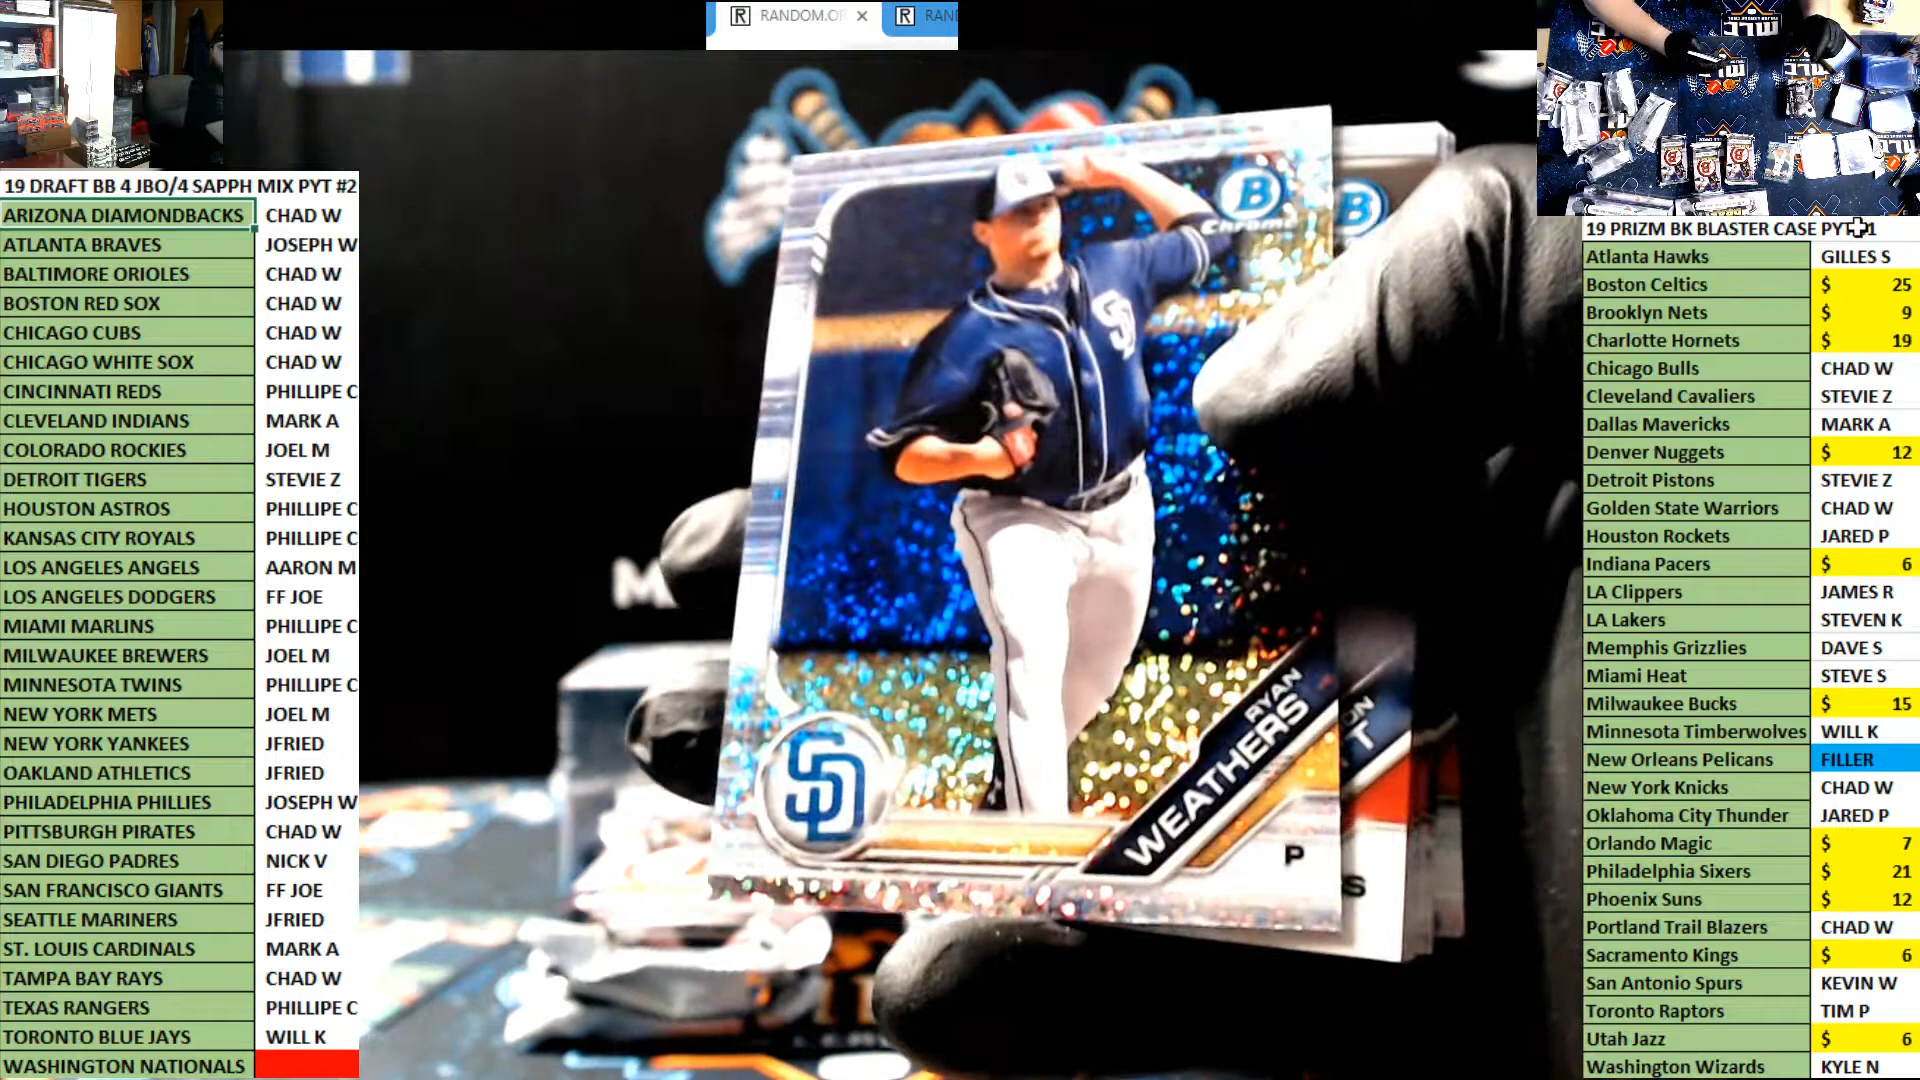 RANDOM.OR
RAND
19 DRAFT BB 4 JBO/4 SAPPH MIX PYT #2
ARIZONA DIAMONDBACKS CHAD W
ATLANTA BRAVES JOSEPH W
BALTIMORE ORIOLES CHAD W
BOSTON RED SOX CHAD W
CHICAGO CUBS CHAD W
CHICAGO WHITE SOX CHAD W
CINCINNATI REDS PHILLIPE C
CLEVELAND INDIANS MARK A
COLORADO ROCKIES JOEL M
DETROIT TIGERS STEVIE Z
HOUSTON ASTROS PHILLIPE C
KANSAS CITY ROYALS PHILLIPE C
LOS ANGELES ANGELS AARON M
LOS ANGELES DODGERS FF JOE
MIAMI MARLINS PHILLIPE C
MILWAUKEE BREWERS JOEL M
MINNESOTA TWINS PHILLIPE C
NEW YORK METS JOEL M
NEW YORK YANKEES JFRIED
OAKLAND ATHLETICS JFRIED
PHILADELPHIA PHILLIES JOSEPH W
PITTSBURGH PIRATES CHAD W
SAN DIEGO PADRES NICK V
SAN FRANCISCO GIANTS FF JOE
SEATTLE MARINERS JFRIED
ST. LOUIS CARDINALS MARK A
TAMPA BAY RAYS CHAD W
TEXAS RANGERS PHILLIPE C
TORONTO BLUE JAYS WILL K
WASHINGTON NATIONALS
B
Chrome
B
SD
RYAN
WEATHERS
P
SD
ON
T
S
M
19 PRIZM BK BLASTER CASE PYT 1
Atlanta Hawks GILLES S
Boston Celtics $ 25
Brooklyn Nets $ 9
Charlotte Hornets $ 19
Chicago Bulls CHAD W
Cleveland Cavaliers STEVIE Z
Dallas Mavericks MARK A
Denver Nuggets $ 12
Detroit Pistons STEVIE Z
Golden State Warriors CHAD W
Houston Rockets JARED P
Indiana Pacers $ 6
LA Clippers JAMES R
LA Lakers STEVEN K
Memphis Grizzlies DAVE S
Miami Heat STEVE S
Milwaukee Bucks $ 15
Minnesota Timberwolves WILL K
New Orleans Pelicans FILLER
New York Knicks CHAD W
Oklahoma City Thunder JARED P
Orlando Magic $ 7
Philadelphia Sixers $ 21
Phoenix Suns $ 12
Portland Trail Blazers CHAD W
Sacramento Kings $ 6
San Antonio Spurs KEVIN W
Toronto Raptors TIM P
Utah Jazz $ 6
Washington Wizards KYLE N